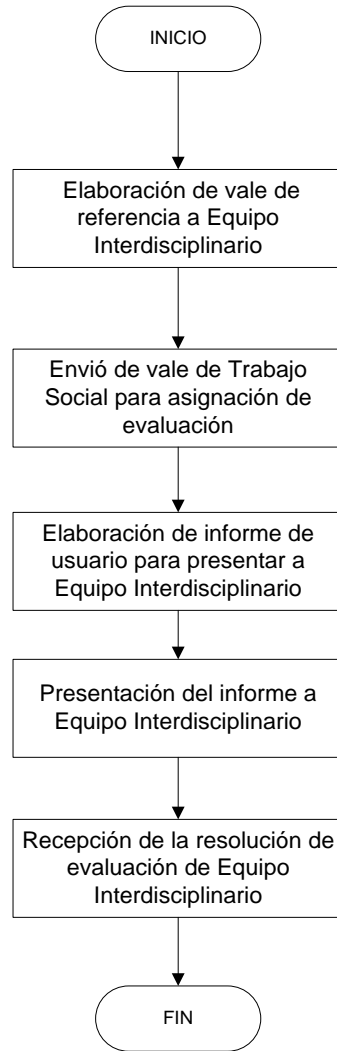 INICIO
Elaboración de vale de
referencia a Equipo
Interdisciplinario
Envió de vale de Trabajo
Social para asignación de
evaluación
Elaboración de informe de
usuario para presentar a
Equipo Interdisciplinario
Presentación del informe a
Equipo Interdisciplinario
Recepción de la resolución de
evaluación de Equipo
Interdisciplinario
FIN